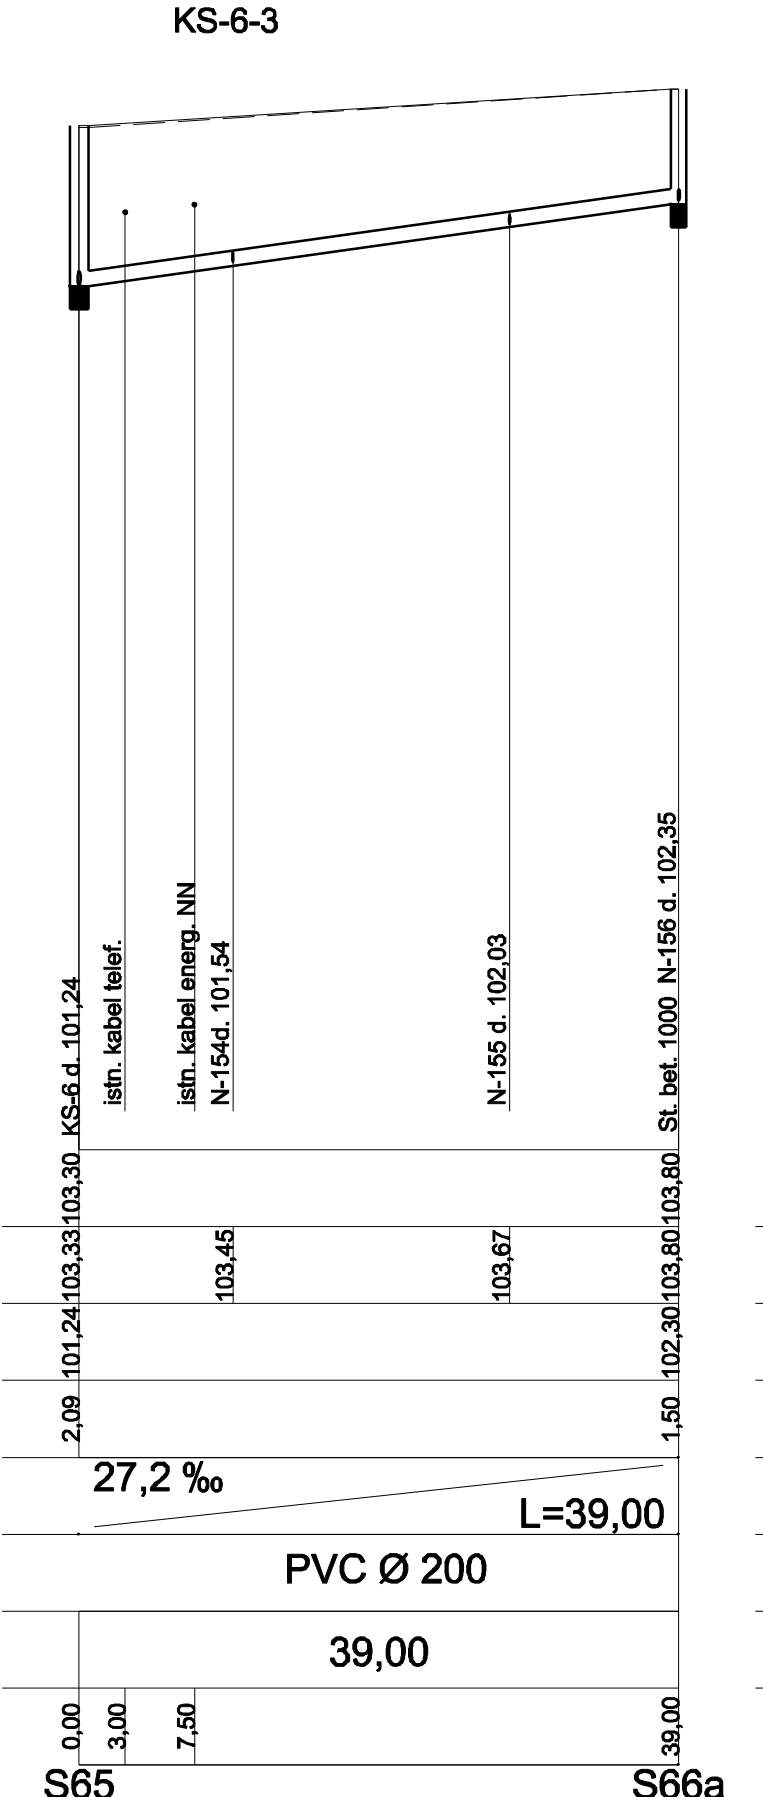 KS-6-3
KS-6 d. 101,24
istn. kabel telef.
istn. kabel energ. NN
N-154d. 101,54
N-155 d. 102,03
St. bet. 1000 N-156 d. 102,35
103,30
103,80
103,33
103,45
103,67
103,80
101,24
102,30
2,09
1,50
27,2 ‰
L=39,00
PVC Ø 200
39,00
0,00
3,00
7,50
39,00
S65
S66a